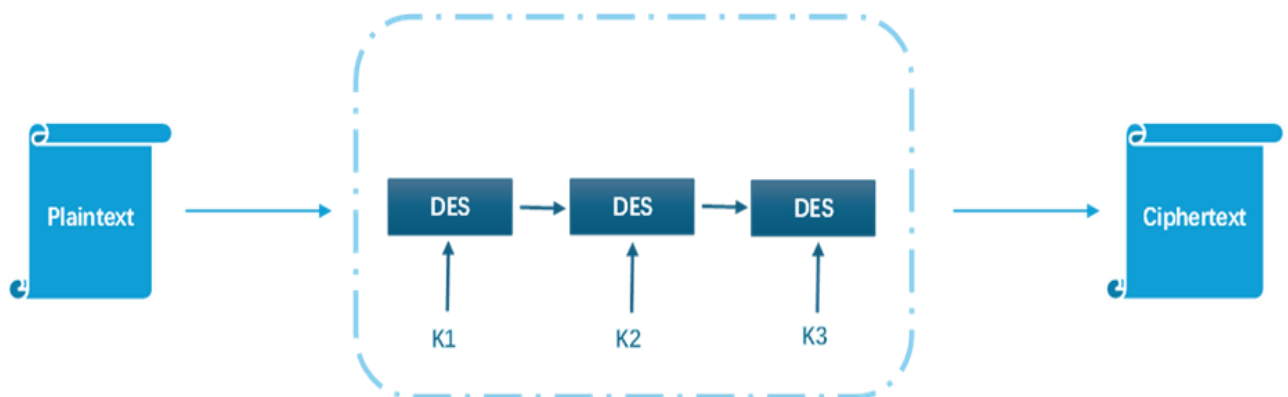 Plaintext
DES
DES
DES
Ciphertext
K1
K2
K3